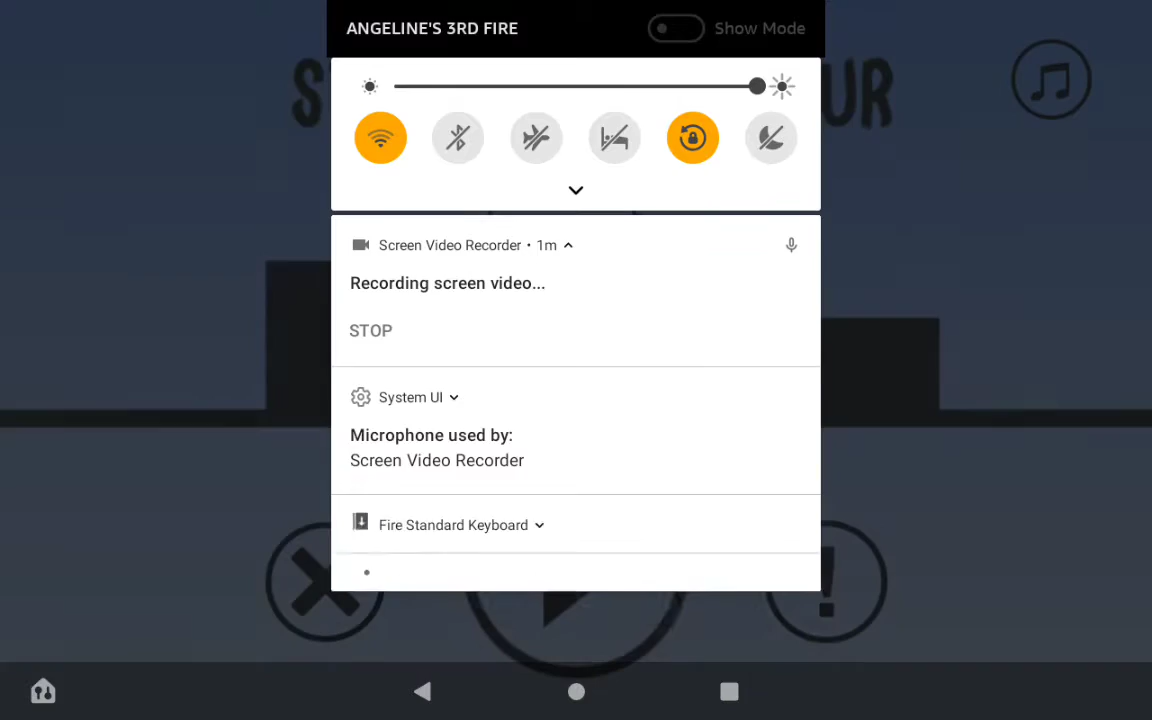 ANGELINE'S 3RD FIRE
Show Mode
Screen Video Recorder • 1m
Recording screen video...
STOP
System UI
Microphone used by:
Screen Video Recorder
Fire Standard Keyboard